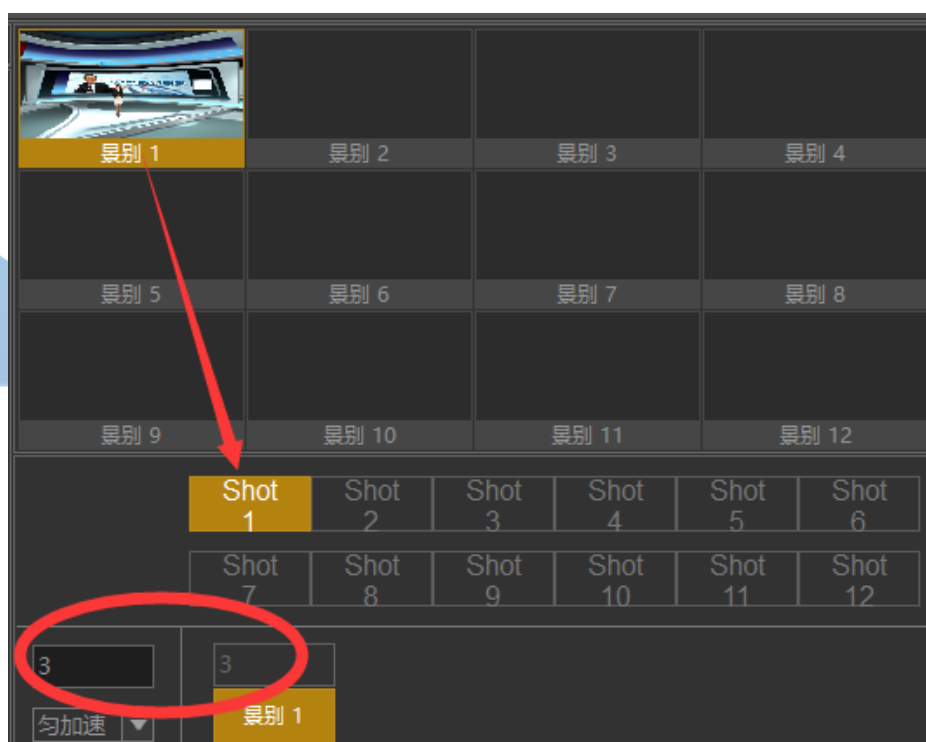 景别 1
景别 2
景别 3
景别 4
景别 5
景别 6
景别 7
景别 8
景别 9
景别 10
景别 11
景别 12
Shot
1
Shot
2
Shot
3
Shot
4
Shot
5
Shot
6
Shot
7
Shot
8
Shot
9
Shot
10
Shot
11
Shot
12
3
3
匀加速
景别 1